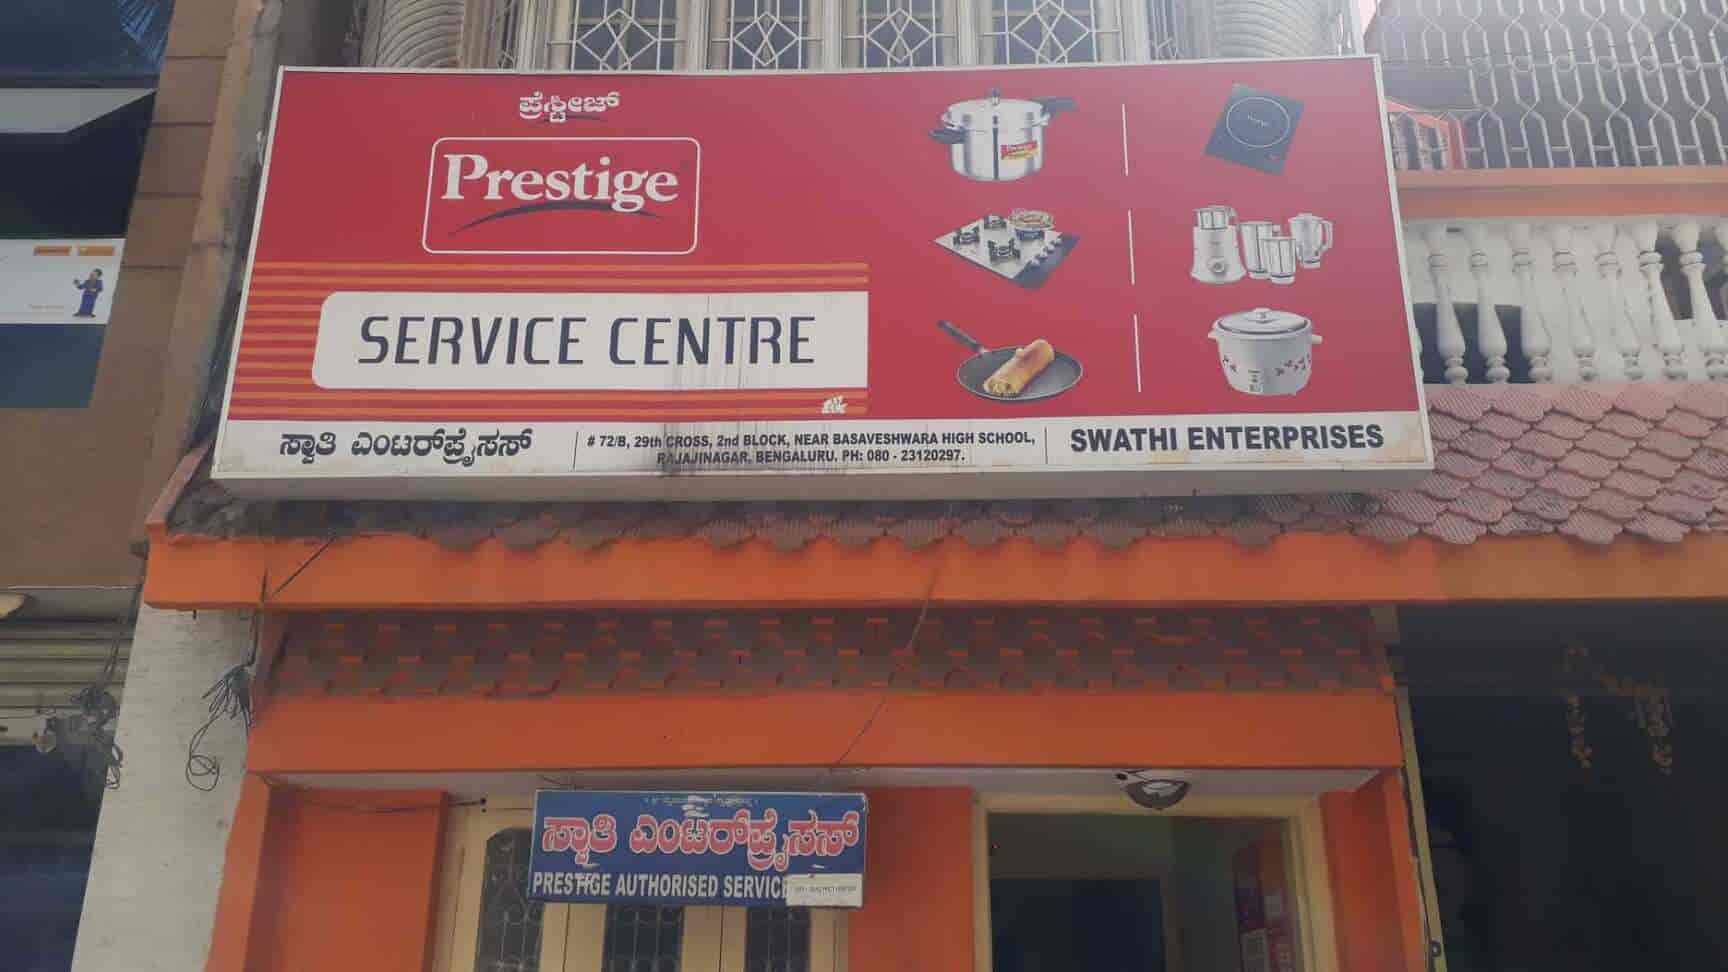 ಪ್ರೆಸ್ಟೀಜ್
Prestige
SERVICE CENTRE
ಸ್ವಾತಿ ಎಂಟರ್‌ಪ್ರೈಸಸ್
# 72/B, 29th CROSS, 2nd BLOCK, NEAR BASAVESHWARA HIGH SCHOOL,
RAJAJINAGAR, BENGALURU. PH: 080 - 23120297.
SWATHI ENTERPRISES
ಸ್ವಾತಿ ಎಂಟರ್‌ಪ್ರೈಸಸ್
PRESTIGE AUTHORISED SERVICE